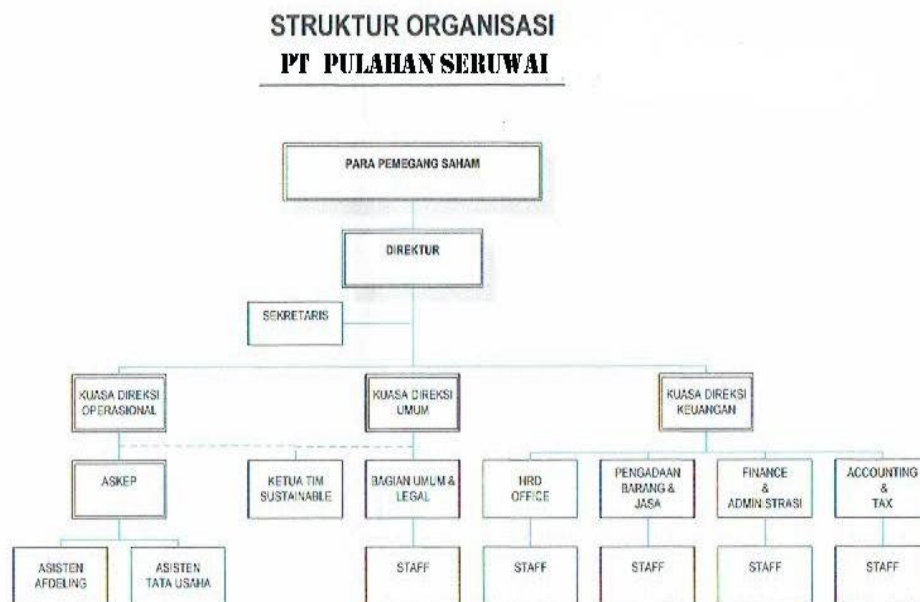 STRUKTUR ORGANISASI
PT PULAHAN SERUWAI
PARA PEMEGANG SAHAM
DIREKTUR
SEKRETARIS
KUASA DIREKSI
OPERASIONAL
KUASA DIREKSI
UMUM
KUASA DIREKSI
KEUANGAN
ASKEP
KETUA TIM
SUSTAINABLE
BAGIAN UMUM &
LEGAL
HRD
OFFICE
PENGADAAN
BARANG &
JASA
FINANCE
&
ADMINISTRASI
ACCOUNTING
&
TAX
ASISTEN
AFDELING
ASISTEN
TATA USAHA
STAFF
STAFF
STAFF
STAFF
STAFF